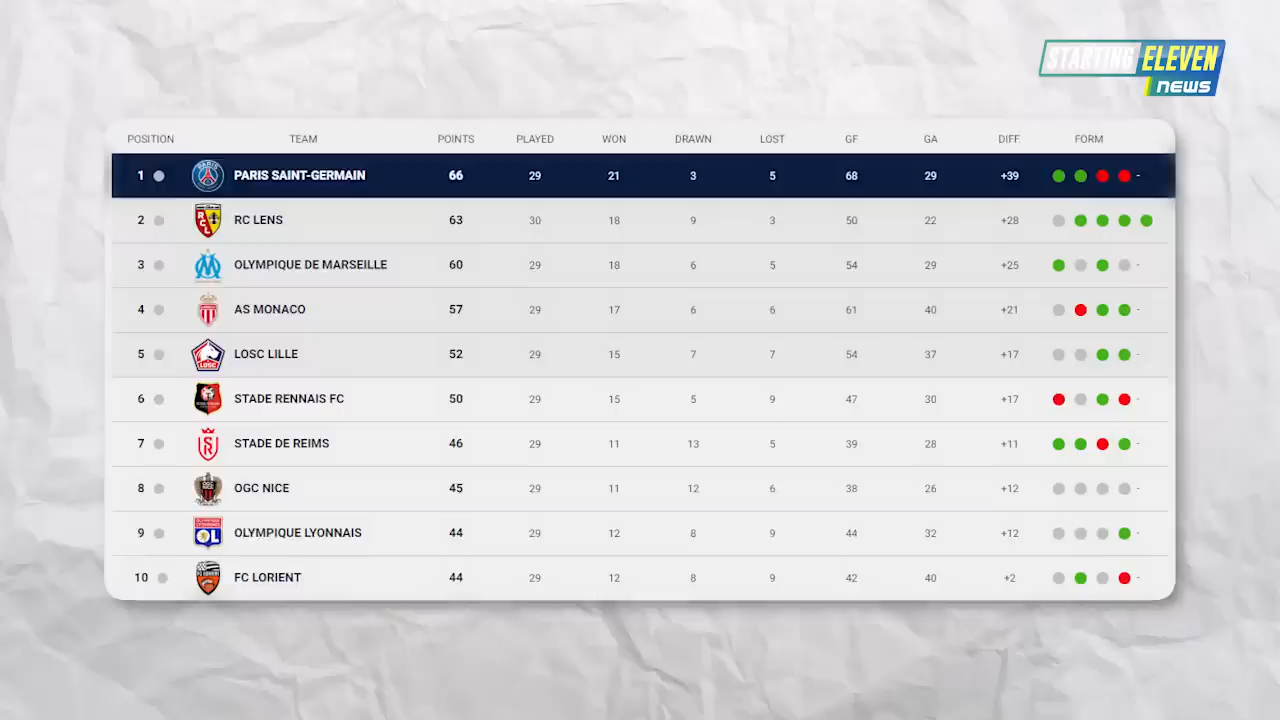 STARTING ELEVEN
news
POSITION TEAM POINTS PLAYED WON DRAWN LOST GF GA DIFF FORM
1 PARIS SAINT-GERMAIN 66 29 21 3 5 68 29 +39 -
2 RC LENS 63 30 18 9 3 50 22 +28
3 OLYMPIQUE DE MARSEILLE 60 29 18 6 5 54 29 +25 -
4 AS MONACO 57 29 17 6 6 61 40 +21 -
5 LOSC LILLE 52 29 15 7 7 54 37 +17 -
6 STADE RENNAIS FC 50 29 15 5 9 47 30 +17 -
7 STADE DE REIMS 46 29 11 13 5 39 28 +11 -
8 OGC NICE 45 29 11 12 6 38 26 +12 -
9 OLYMPIQUE LYONNAIS 44 29 12 8 9 44 32 +12 -
10 FC LORIENT 44 29 12 8 9 42 40 +2 -